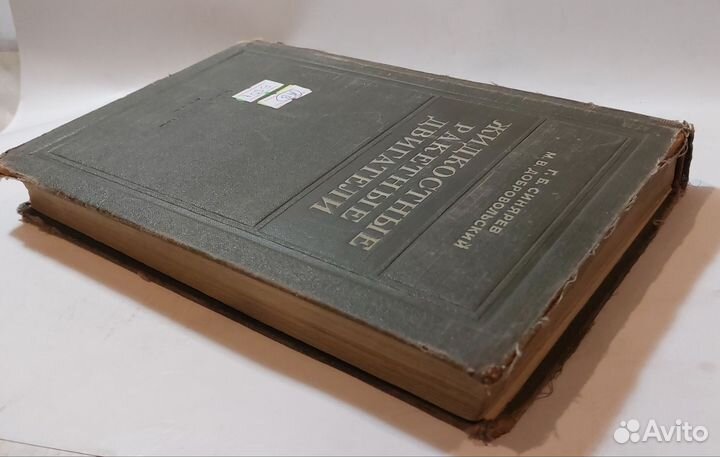 Г. Б. СИНЯРЕВ
М. В. ДОБРОВОЛЬСКИЙ
ЖИДКОСТНЫЕ
РАКЕТНЫЕ
ДВИГАТЕЛИ
Avito